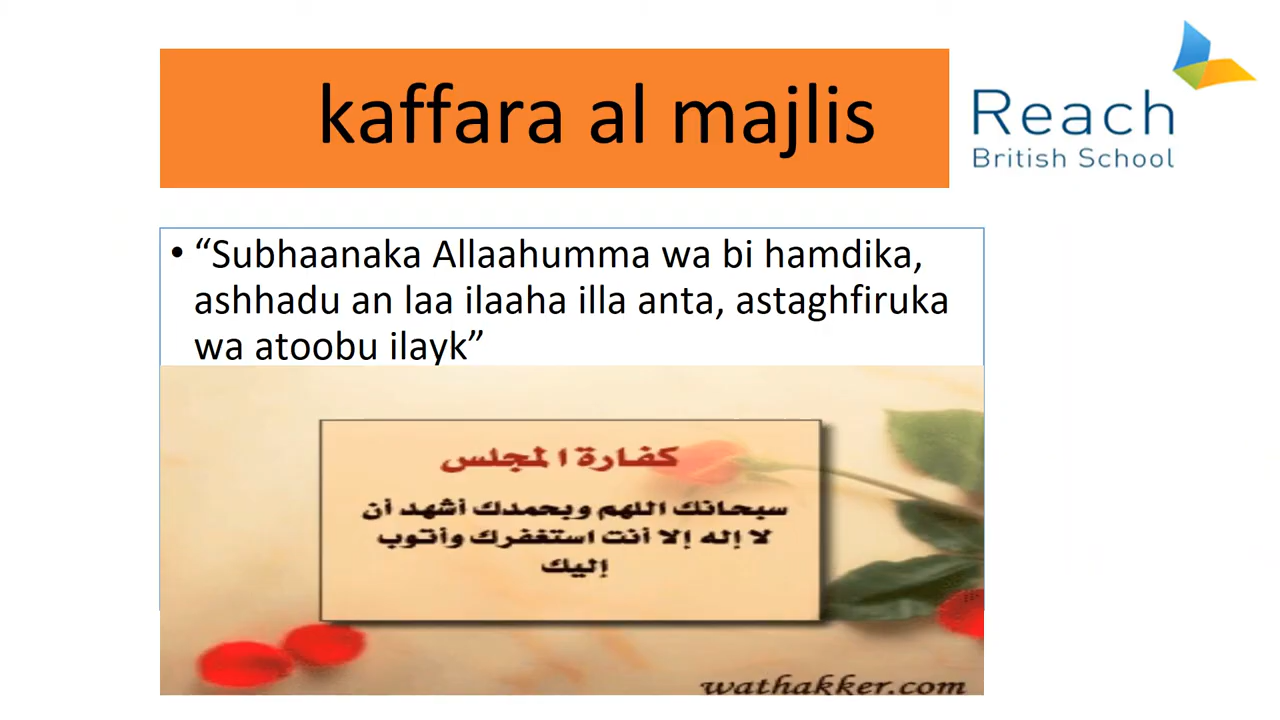 kaffara al majlis
Reach
British School
• “Subhaanaka Allaahumma wa bi hamdika,
ashhadu an laa ilaaha illa anta, astaghfiruka
wa atoobu ilayk”
كفارة المجلس
سبحانك اللهم وبحمدك أشهد أن
لا إله إلا أنت استغفرك وأتوب
إليك
wathakker.com